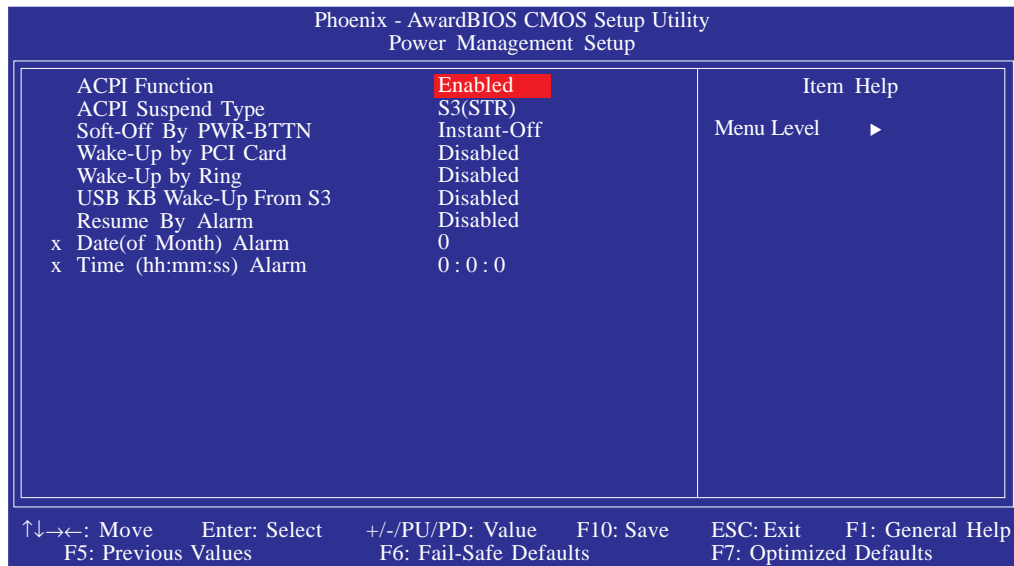 Phoenix - AwardBIOS CMOS Setup Utility
Power Management Setup
ACPI Function Enabled
ACPI Suspend Type S3(STR)
Soft-Off By PWR-BTTN Instant-Off
Wake-Up by PCI Card Disabled
Wake-Up by Ring Disabled
USB KB Wake-Up From S3 Disabled
Resume By Alarm Disabled
x Date(of Month) Alarm 0
x Time (hh:mm:ss) Alarm 0 : 0 : 0
Item Help
Menu Level ►
↑↓→←: Move Enter: Select +/-/PU/PD: Value F10: Save ESC: Exit F1: General Help
F5: Previous Values F6: Fail-Safe Defaults F7: Optimized Defaults